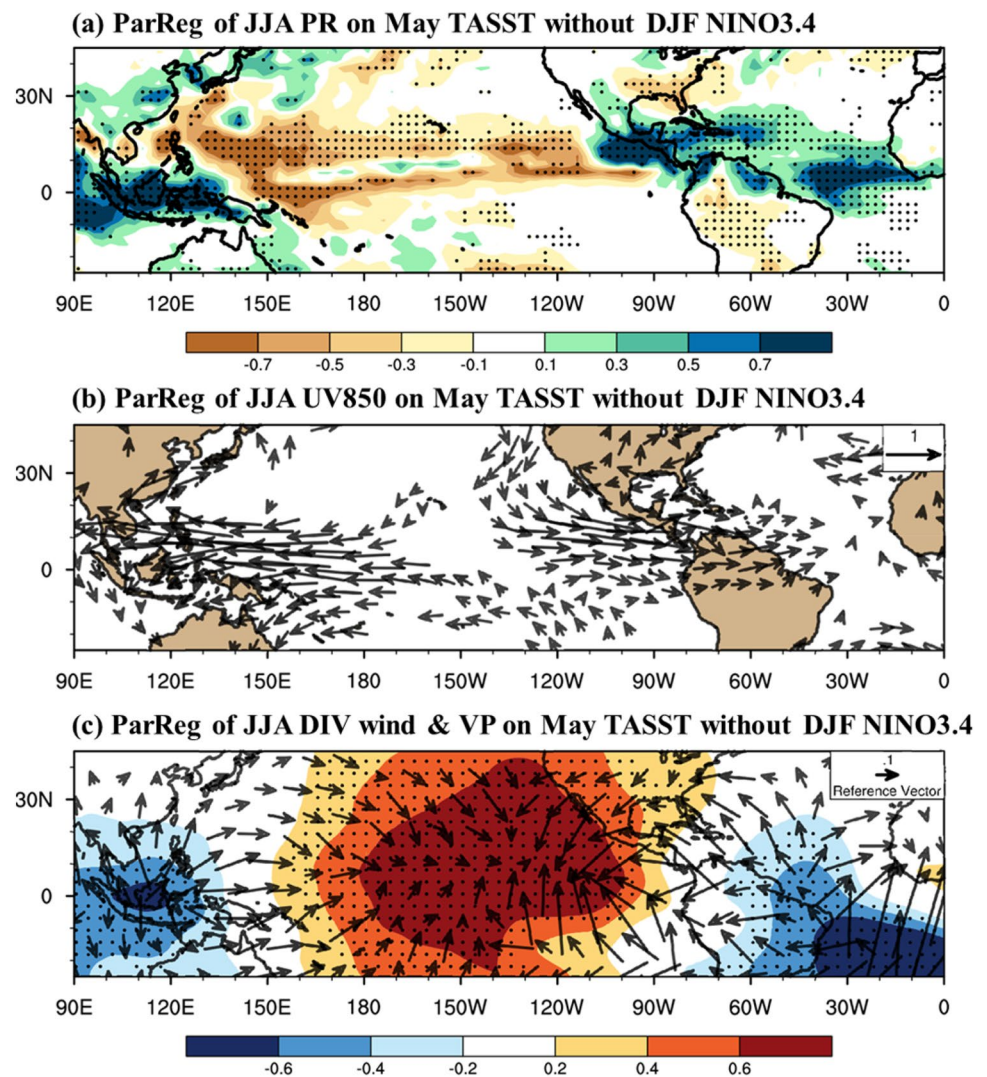 (a) ParReg of JJA PR on May TASST without DJF NINO3.4
30N
0
90E 120E 150E 180 150W 120W 90W 60W 30W 0
-0.7 -0.5 -0.3 -0.1 0.1 0.3 0.5 0.7
(b) ParReg of JJA UV850 on May TASST without DJF NINO3.4
1
30N
0
90E 120E 150E 180 150W 120W 90W 60W 30W 0
(c) ParReg of JJA DIV wind & VP on May TASST without DJF NINO3.4
.1
Reference Vector
30N
0
90E 120E 150E 180 150W 120W 90W 60W 30W 0
-0.6 -0.4 -0.2 0.2 0.4 0.6